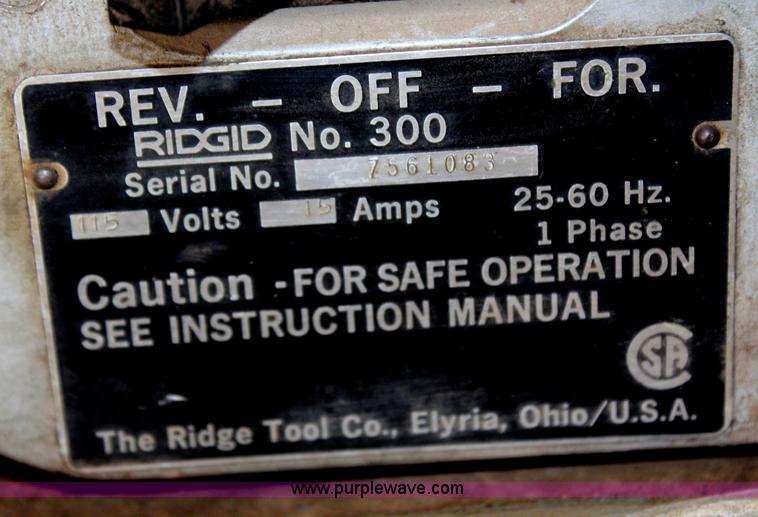 REV. - OFF - FOR.
RIDGID No. 300
Serial No. 7561083
115 Volts 15 Amps 25-60 Hz.
1 Phase
Caution - FOR SAFE OPERATION
SEE INSTRUCTION MANUAL
CSA
The Ridge Tool Co., Elyria, Ohio/U.S.A.
www.purplewave.com